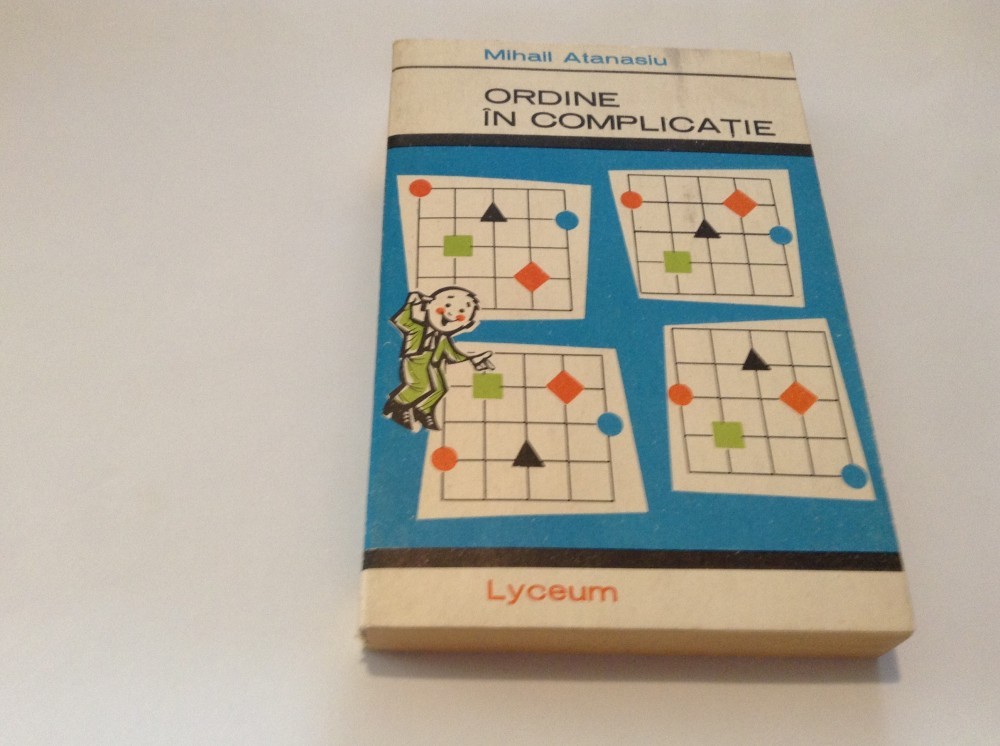 Mihail Atanasiu
ORDINE
ÎN COMPLICAȚIE
Lyceum